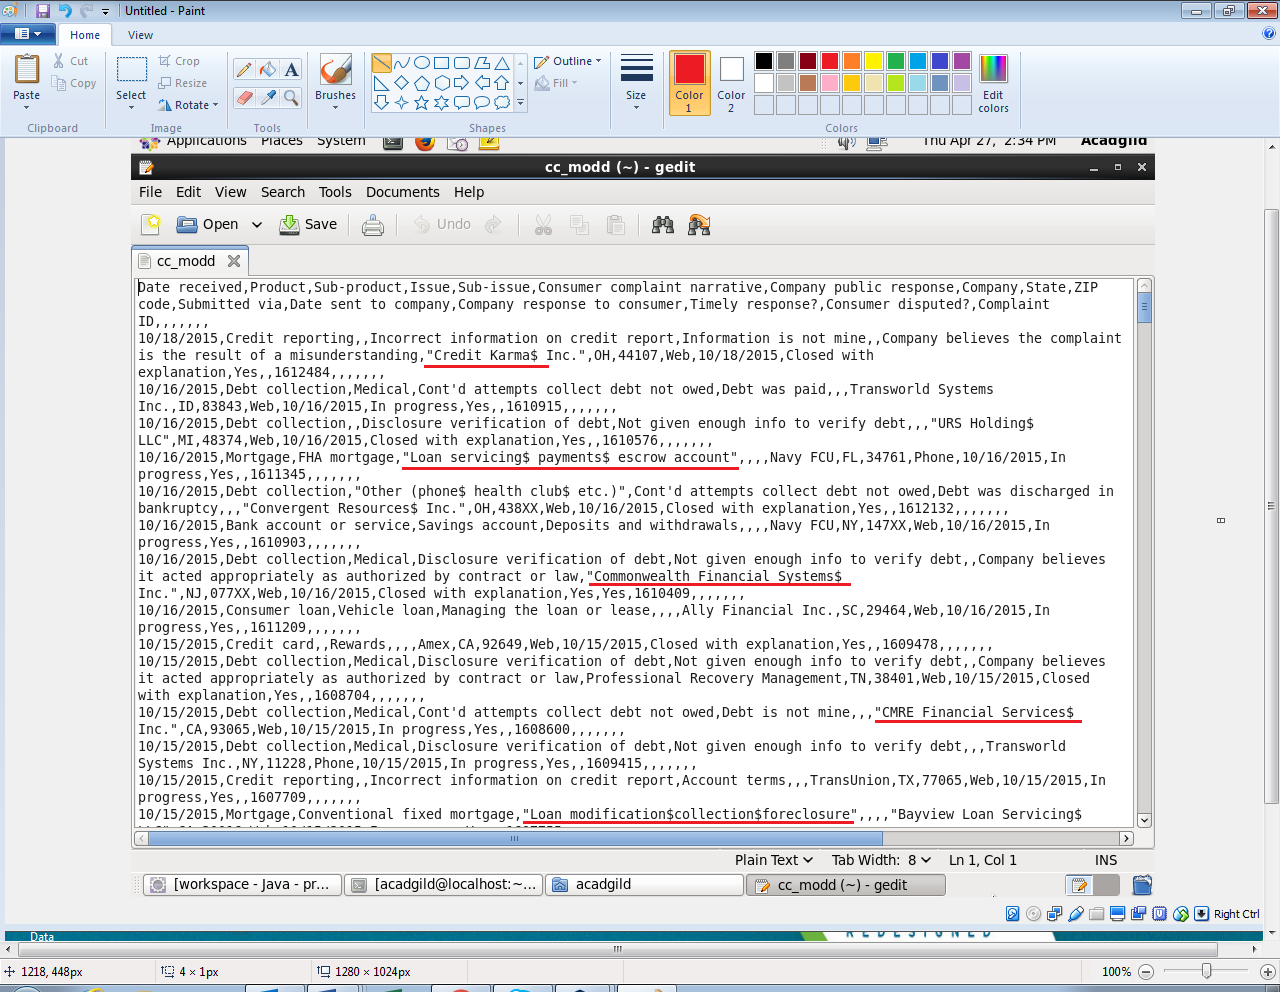 Untitled - Paint
Home View
Paste Cut Copy Clipboard
Select Crop Resize Rotate Image
Tools
Brushes
Outline Fill Shapes
Size
Color 1 Color 2 Edit colors Colors
Applications Places System Thu Apr 27, 2:34 PM Acadgild
cc_modd (~) - gedit
File Edit View Search Tools Documents Help
Open Save Undo
cc_modd
Date received,Product,Sub-product,Issue,Sub-issue,Consumer complaint narrative,Company public response,Company,State,ZIP
code,Submitted via,Date sent to company,Company response to consumer,Timely response?,Consumer disputed?,Complaint
ID,,,,,,,
10/18/2015,Credit reporting,,Incorrect information on credit report,Information is not mine,,Company believes the complaint
is the result of a misunderstanding,"Credit Karma$ Inc.",OH,44107,Web,10/18/2015,Closed with
explanation,Yes,,1612484,,,,,,,
10/16/2015,Debt collection,Medical,Cont'd attempts collect debt not owed,Debt was paid,,,Transworld Systems
Inc.,ID,83843,Web,10/16/2015,In progress,Yes,,1610915,,,,,,,
10/16/2015,Debt collection,,Disclosure verification of debt,Not given enough info to verify debt,,,"URS Holding$
LLC",MI,48374,Web,10/16/2015,Closed with explanation,Yes,,1610576,,,,,,,
10/16/2015,Mortgage,FHA mortgage,"Loan servicing$ payments$ escrow account",,,,Navy FCU,FL,34761,Phone,10/16/2015,In
progress,Yes,,1611345,,,,,,,
10/16/2015,Debt collection,"Other (phone$ health club$ etc.)",Cont'd attempts collect debt not owed,Debt was discharged in
bankruptcy,,,"Convergent Resources$ Inc.",OH,438XX,Web,10/16/2015,Closed with explanation,Yes,,1612132,,,,,,,
10/16/2015,Bank account or service,Savings account,Deposits and withdrawals,,,,Navy FCU,NY,147XX,Web,10/16/2015,In
progress,Yes,,1610903,,,,,,,
10/16/2015,Debt collection,Medical,Disclosure verification of debt,Not given enough info to verify debt,,Company believes
it acted appropriately as authorized by contract or law,"Commonwealth Financial Systems$
Inc.",NJ,077XX,Web,10/16/2015,Closed with explanation,Yes,Yes,1610409,,,,,,,
10/16/2015,Consumer loan,Vehicle loan,Managing the loan or lease,,,,Ally Financial Inc.,SC,29464,Web,10/16/2015,In
progress,Yes,,1611209,,,,,,,
10/15/2015,Credit card,,Rewards,,,,Amex,CA,92649,Web,10/15/2015,Closed with explanation,Yes,,1609478,,,,,,,
10/15/2015,Debt collection,Medical,Disclosure verification of debt,Not given enough info to verify debt,,Company believes
it acted appropriately as authorized by contract or law,Professional Recovery Management,TN,38401,Web,10/15/2015,Closed
with explanation,Yes,,1608704,,,,,,,
10/15/2015,Debt collection,Medical,Cont'd attempts collect debt not owed,Debt is not mine,,,"CMRE Financial Services$
Inc.",CA,93065,Web,10/15/2015,In progress,Yes,,1608600,,,,,,,
10/15/2015,Debt collection,Medical,Disclosure verification of debt,Not given enough info to verify debt,,,Transworld
Systems Inc.,NY,11228,Phone,10/15/2015,In progress,Yes,,1609415,,,,,,,
10/15/2015,Credit reporting,,Incorrect information on credit report,Account terms,,,TransUnion,TX,77065,Web,10/15/2015,In
progress,Yes,,1607709,,,,,,,
10/15/2015,Mortgage,Conventional fixed mortgage,"Loan modification$collection$foreclosure",,,,"Bayview Loan Servicing$
Plain Text Tab Width: 8 Ln 1, Col 1 INS
[workspace - Java - pr... [acadgild@localhost:~... acadgild cc_modd (~) - gedit
Right Ctrl
Data REDESIGNED
1218, 448px 4 × 1px 1280 × 1024px 100%